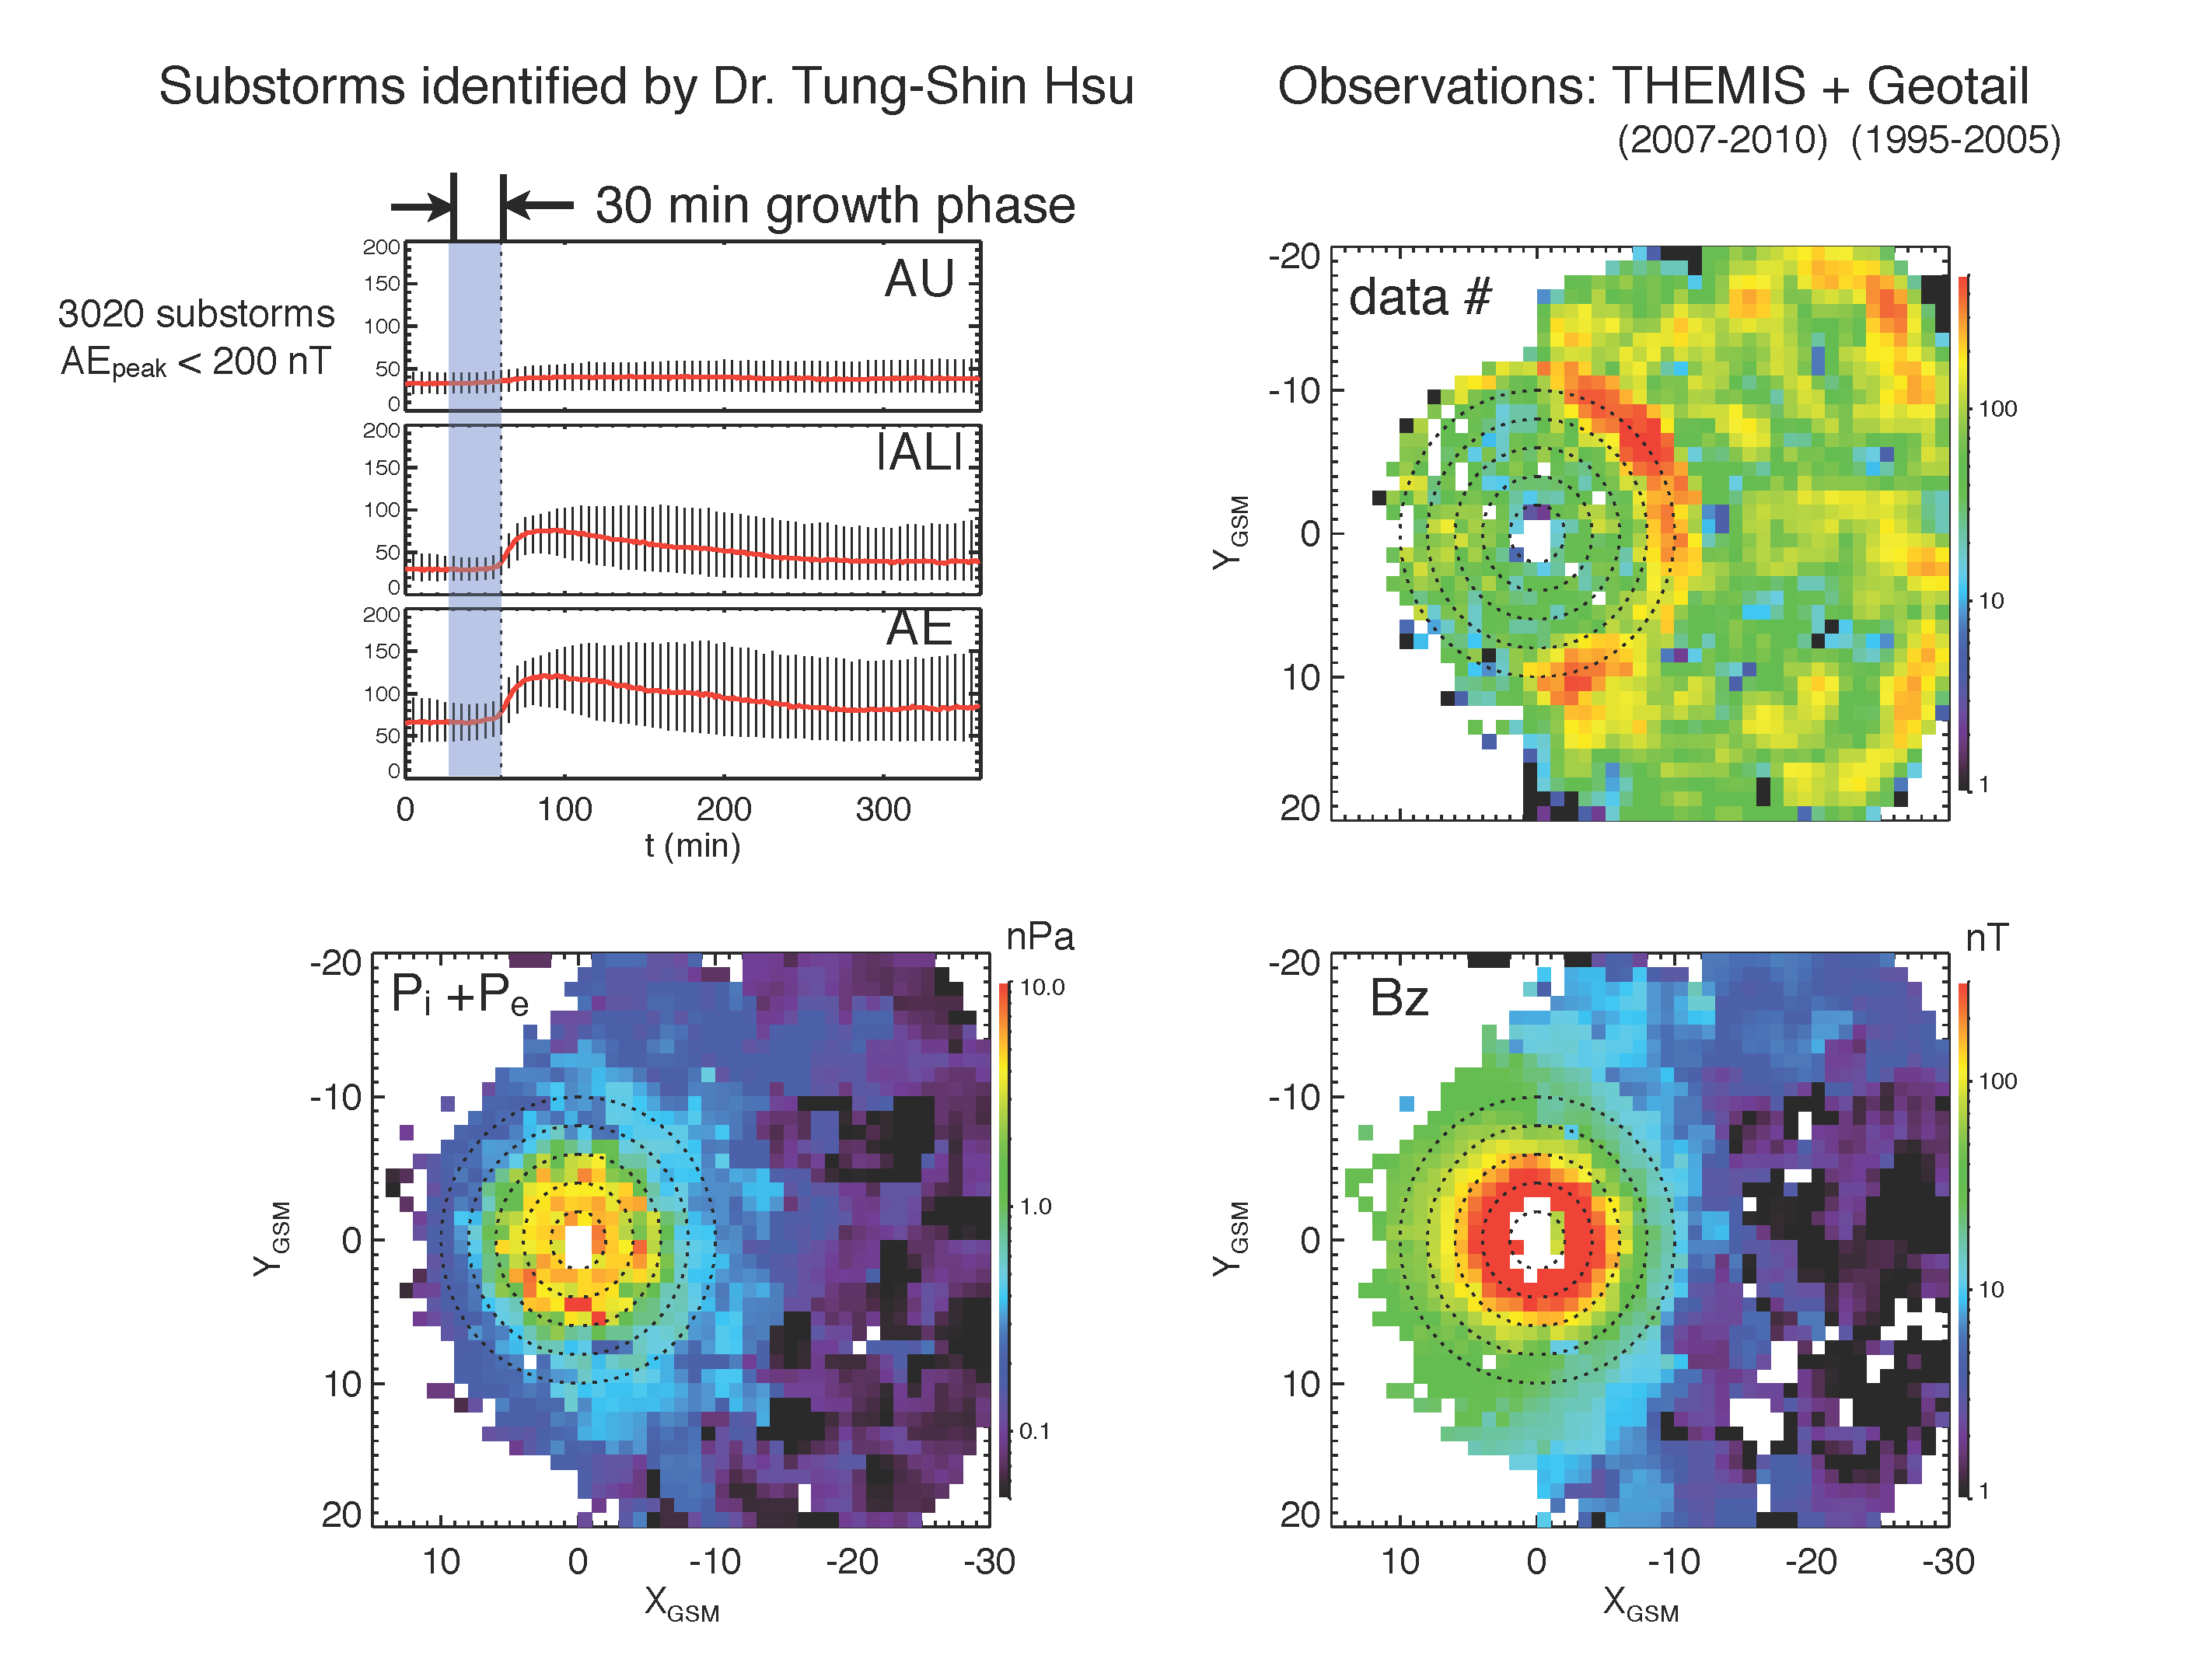 Substorms identified by Dr. Tung-Shin Hsu
Observations: THEMIS + Geotail
(2007-2010) (1995-2005)
30 min growth phase
3020 substorms
AEpeak < 200 nT
AU
200
150
100
50
0
|AL|
200
150
100
50
0
AE
200
150
100
50
0
0 100 200 300
t (min)
data #
-20
-10
0
10
20
YGSM
100
10
1
Pi +Pe
nPa
-20
-10
0
10
20
YGSM
10.0
1.0
0.1
10 0 -10 -20 -30
XGSM
Bz
nT
-20
-10
0
10
20
YGSM
100
10
1
10 0 -10 -20 -30
XGSM